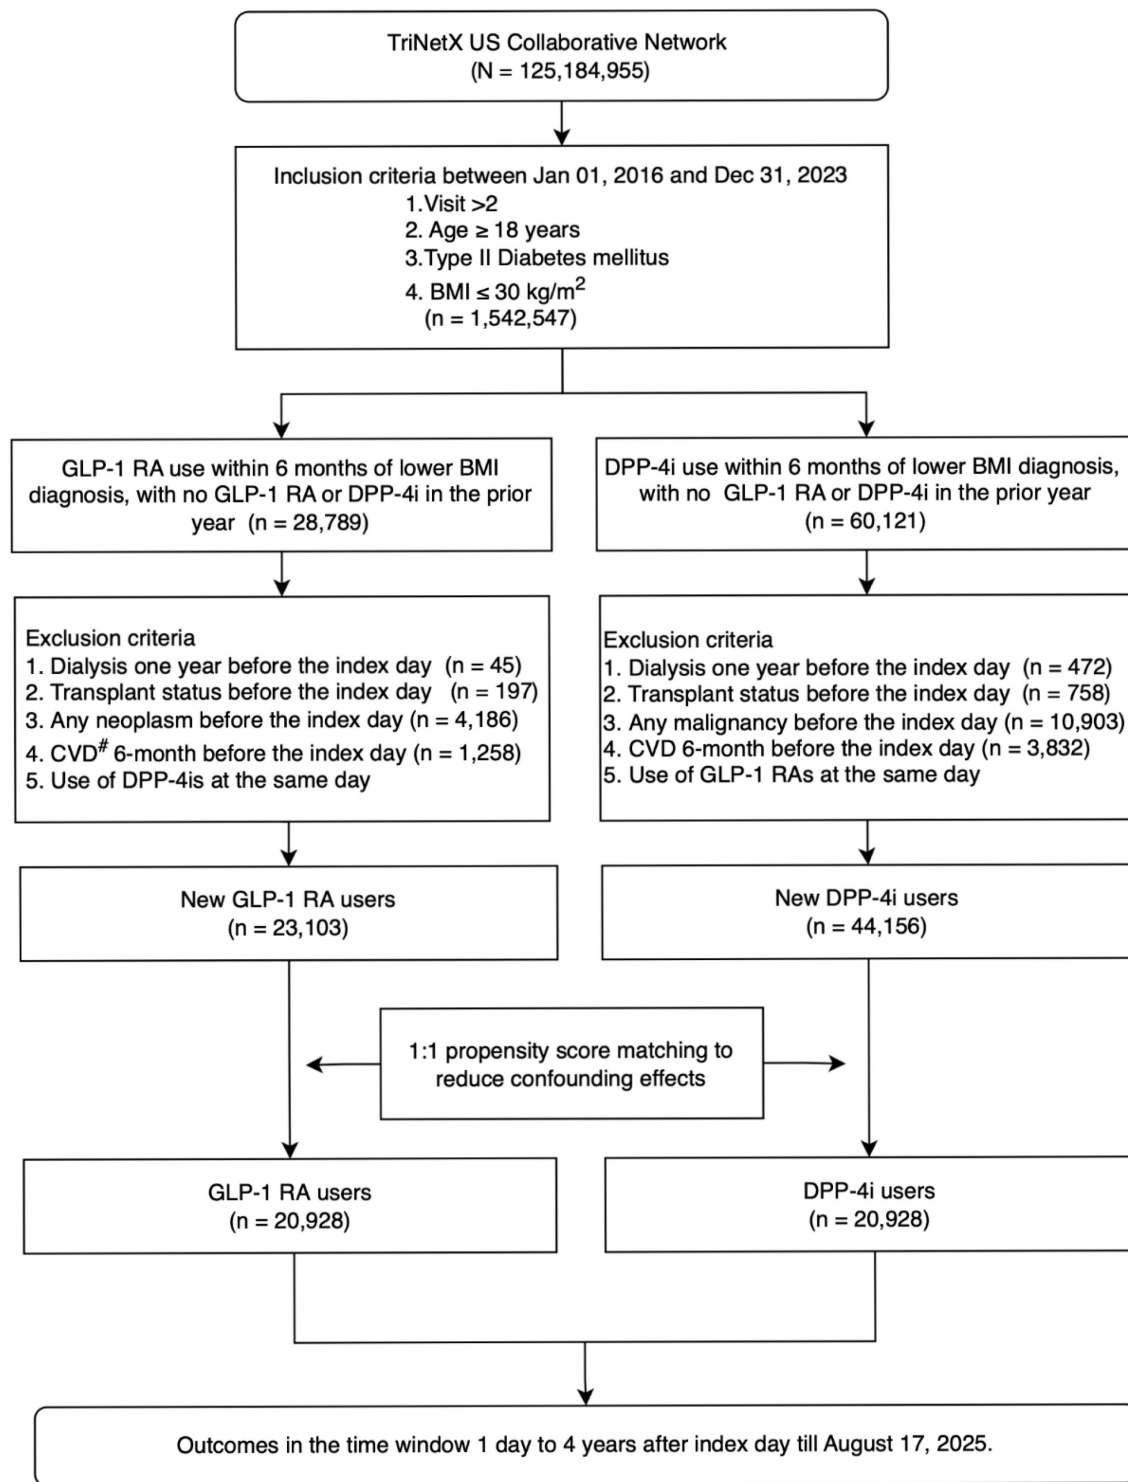 TriNetX US Collaborative Network
(N = 125,184,955)
Inclusion criteria between Jan 01, 2016 and Dec 31, 2023
1.Visit >2
2. Age ≥ 18 years
3.Type II Diabetes mellitus
4. BMI ≤ 30 kg/m²
(n = 1,542,547)
GLP-1 RA use within 6 months of lower BMI
diagnosis, with no GLP-1 RA or DPP-4i in the prior
year (n = 28,789)
DPP-4i use within 6 months of lower BMI diagnosis,
with no GLP-1 RA or DPP-4i in the prior year
(n = 60,121)
Exclusion criteria
1. Dialysis one year before the index day (n = 45)
2. Transplant status before the index day (n = 197)
3. Any neoplasm before the index day (n = 4,186)
4. CVD# 6-month before the index day (n = 1,258)
5. Use of DPP-4is at the same day
Exclusion criteria
1. Dialysis one year before the index day (n = 472)
2. Transplant status before the index day (n = 758)
3. Any malignancy before the index day (n = 10,903)
4. CVD 6-month before the index day (n = 3,832)
5. Use of GLP-1 RAs at the same day
New GLP-1 RA users
(n = 23,103)
New DPP-4i users
(n = 44,156)
1:1 propensity score matching to
reduce confounding effects
GLP-1 RA users
(n = 20,928)
DPP-4i users
(n = 20,928)
Outcomes in the time window 1 day to 4 years after index day till August 17, 2025.